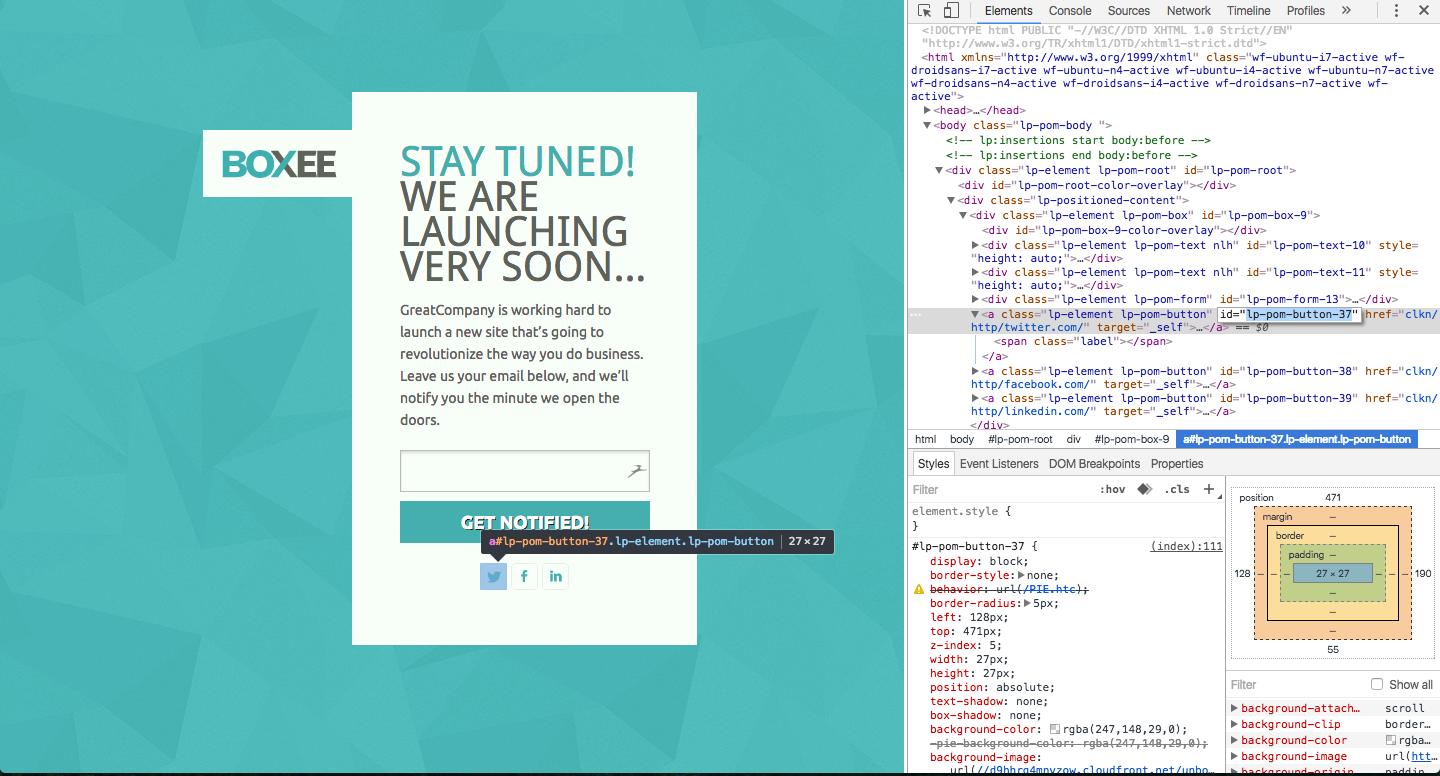 BOXEE
STAY TUNED!
WE ARE
LAUNCHING
VERY SOON...
GreatCompany is working hard to
launch a new site that's going to
revolutionize the way you do business.
Leave us your email below, and we'll
notify you the minute we open the
doors.
GET NOTIFIED!
a#lp-pom-button-37.lp-element.lp-pom-button | 27×27
Elements Console Sources Network Timeline Profiles »
<!DOCTYPE html PUBLIC "-//W3C//DTD XHTML 1.0 Strict//EN"
"http://www.w3.org/TR/xhtml1/DTD/xhtml1-strict.dtd">
<html xmlns="http://www.w3.org/1999/xhtml" class="wf-ubuntu-i7-active wf-
droidsans-i7-active wf-ubuntu-n4-active wf-ubuntu-i4-active wf-ubuntu-n7-active
wf-droidsans-n4-active wf-droidsans-i4-active wf-droidsans-n7-active wf-
active">
<head>…</head>
<body class="lp-pom-body ">
<!-- lp:insertions start body:before -->
<!-- lp:insertions end body:before -->
<div class="lp-element lp-pom-root" id="lp-pom-root">
<div id="lp-pom-root-color-overlay"></div>
<div class="lp-positioned-content">
<div class="lp-element lp-pom-box" id="lp-pom-box-9">
<div id="lp-pom-box-9-color-overlay"></div>
<div class="lp-element lp-pom-text nlh" id="lp-pom-text-10" style=
"height: auto;">…</div>
<div class="lp-element lp-pom-text nlh" id="lp-pom-text-11" style=
"height: auto;">…</div>
<div class="lp-element lp-pom-form" id="lp-pom-form-13">…</div>
<a class="lp-element lp-pom-button" id="lp-pom-button-37" href="clkn/
http/twitter.com/" target="_self">…</a> == $0
<span class="label"></span>
</a>
<a class="lp-element lp-pom-button" id="lp-pom-button-38" href="clkn/
http/facebook.com/" target="_self">…</a>
<a class="lp-element lp-pom-button" id="lp-pom-button-39" href="clkn/
http/linkedin.com/" target="_self">…</a>
</div>
html body #lp-pom-root div #lp-pom-box-9 a#lp-pom-button-37.lp-element.lp-pom-button
Styles Event Listeners DOM Breakpoints Properties
Filter :hov .cls +
element.style {
}
#lp-pom-button-37 { (index):111
display: block;
border-style: none;
behavior: url(/PIE.htc);
border-radius: 5px;
left: 128px;
top: 471px;
z-index: 5;
width: 27px;
height: 27px;
position: absolute;
text-shadow: none;
box-shadow: none;
background-color: rgba(247,148,29,0);
-pie-background-color: rgba(247,148,29,0);
background-image:
url(//d9hhrg4mnvzow.cloudfront.net/unbo…
position 471
margin –
border –
padding –
128 – – – 27 × 27 – – – 190
–
–
–
55
Filter Show all
background-attach… scroll
background-clip border…
background-color rgba…
background-image url(htt…
background-origin paddin…